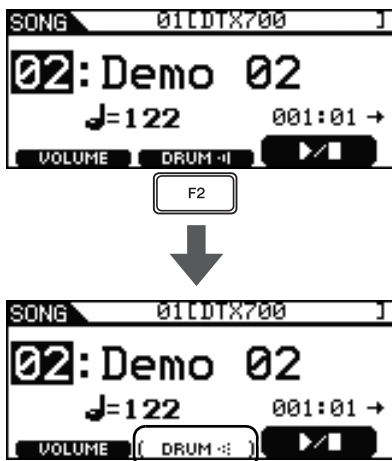 SONG 01[DTX700 ]
02:Demo 02
♩=122 001:01→
VOLUME DRUM ▶/■
F2
SONG 01[DTX700 ]
02:Demo 02
♩=122 001:01→
VOLUME DRUM ▶/■